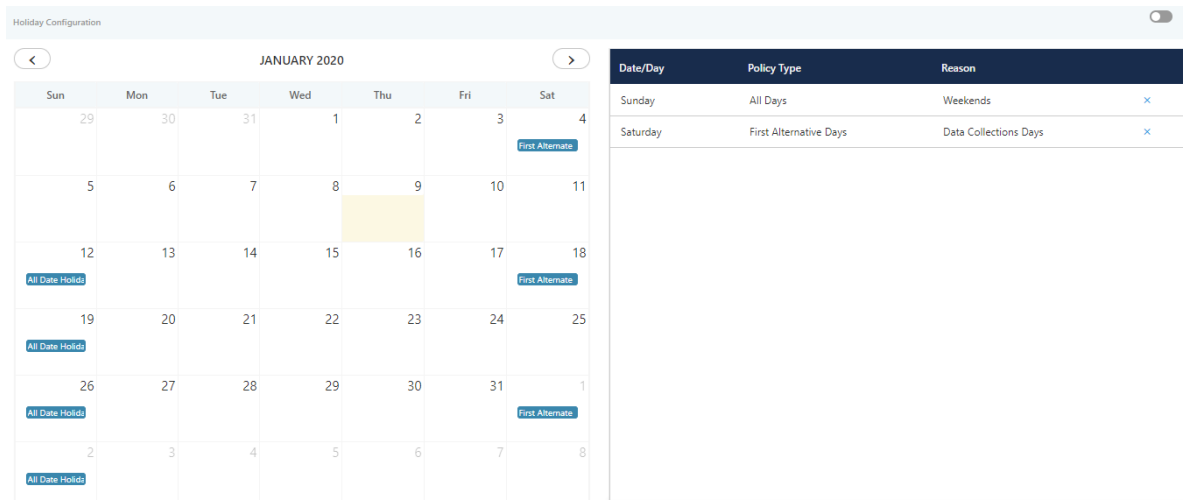 Holiday Configuration
JANUARY 2020
Sun Mon Tue Wed Thu Fri Sat
29 30 31 1 2 3 4
First Alternate
5 6 7 8 9 10 11
12 13 14 15 16 17 18
All Date Holida First Alternate
19 20 21 22 23 24 25
All Date Holida
26 27 28 29 30 31 1
All Date Holida First Alternate
2 3 4 5 6 7 8
All Date Holida
Date/Day Policy Type Reason
Sunday All Days Weekends ×
Saturday First Alternative Days Data Collections Days ×